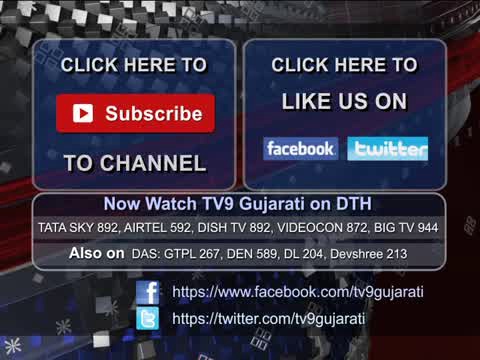 CLICK HERE TO
Subscribe
TO CHANNEL
CLICK HERE TO
LIKE US ON
facebook twitter
Now Watch TV9 Gujarati on DTH
TATA SKY 892, AIRTEL 592, DISH TV 892, VIDEOCON 872, BIG TV 944
Also on DAS: GTPL 267, DEN 589, DL 204, Devshree 213
f https://www.facebook.com/tv9gujarati
t https://twitter.com/tv9gujarati